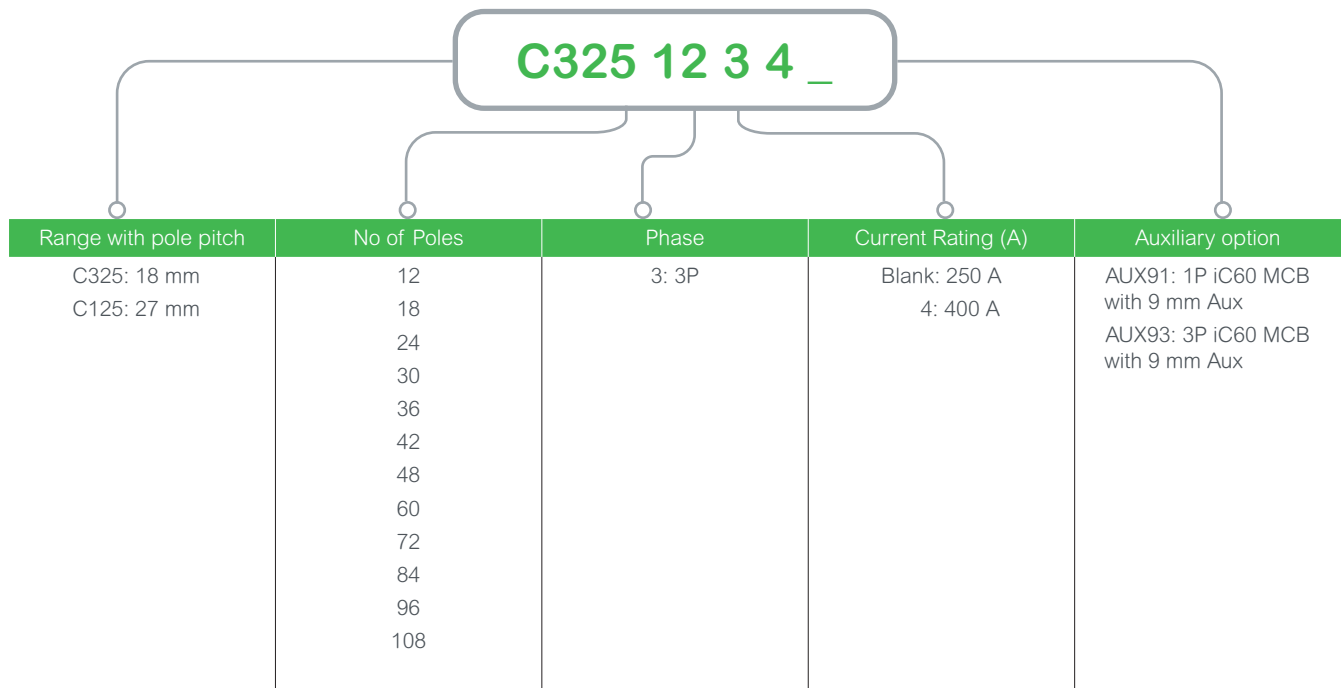 C325 12 3 4 _
Range with pole pitch
C325: 18 mm
C125: 27 mm
No of Poles
12
18
24
30
36
42
48
60
72
84
96
108
Phase
3: 3P
Current Rating (A)
Blank: 250 A
4: 400 A
Auxiliary option
AUX91: 1P iC60 MCB
with 9 mm Aux
AUX93: 3P iC60 MCB
with 9 mm Aux